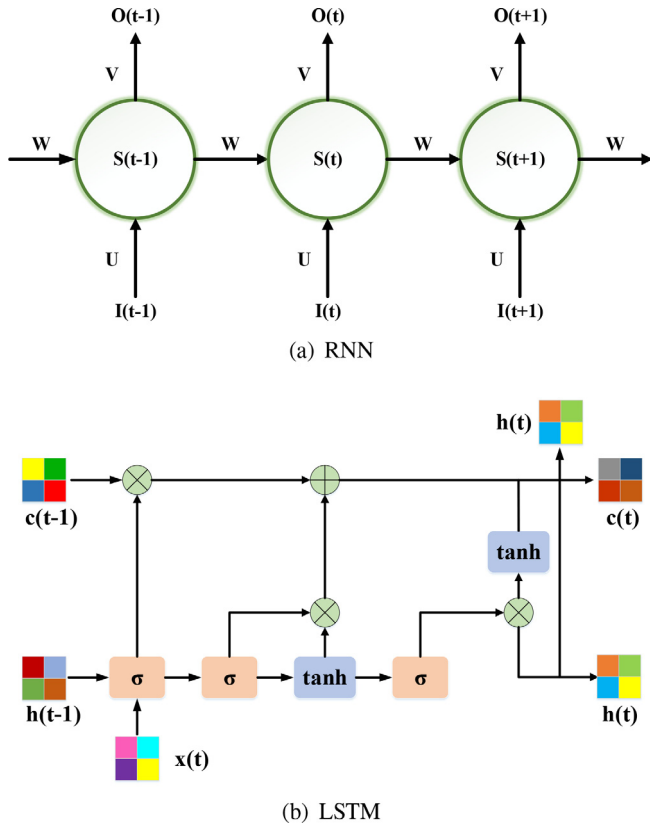 O(t-1) O(t) O(t+1)
V V V
W S(t-1) W S(t) W S(t+1) W
U U U
I(t-1) I(t) I(t+1)
(a) RNN
h(t)
c(t-1) c(t)
tanh
σ σ tanh σ
h(t-1) h(t)
x(t)
(b) LSTM